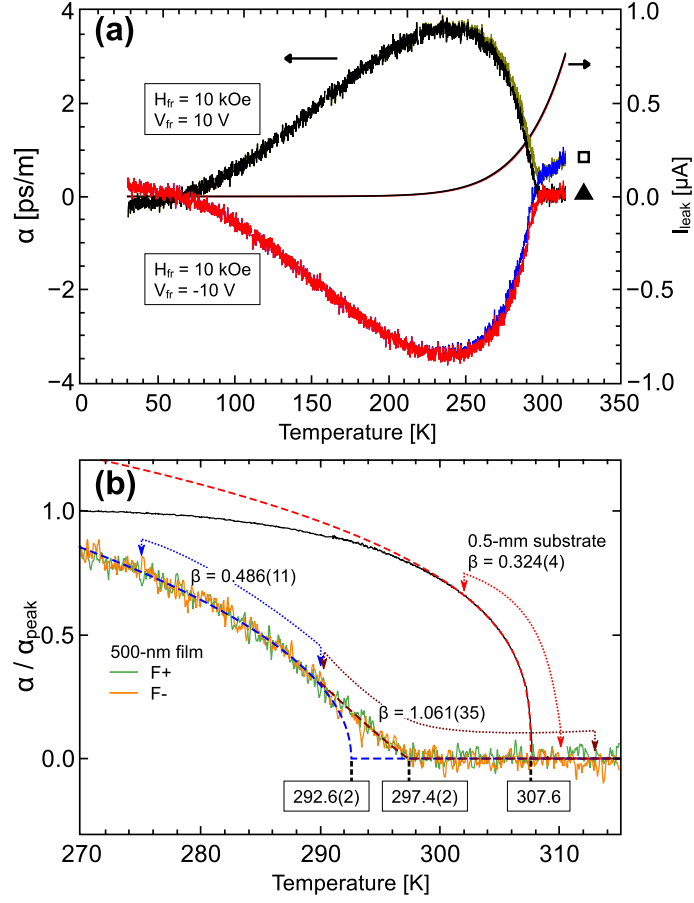 (a)
4
2
0
−2
−4
α [ps/m]
1.0
0.5
0.0
−0.5
−1.0
I_leak [µA]
H_fr = 10 kOe
V_fr = 10 V
H_fr = 10 kOe
V_fr = -10 V
0 50 100 150 200 250 300 350
Temperature [K]
(b)
1.0
0.5
0.0
α / α_peak
0.5-mm substrate
β = 0.324(4)
β = 0.486(11)
500-nm film
F+
F-
β = 1.061(35)
292.6(2) 297.4(2) 307.6
270 280 290 300 310
Temperature [K]